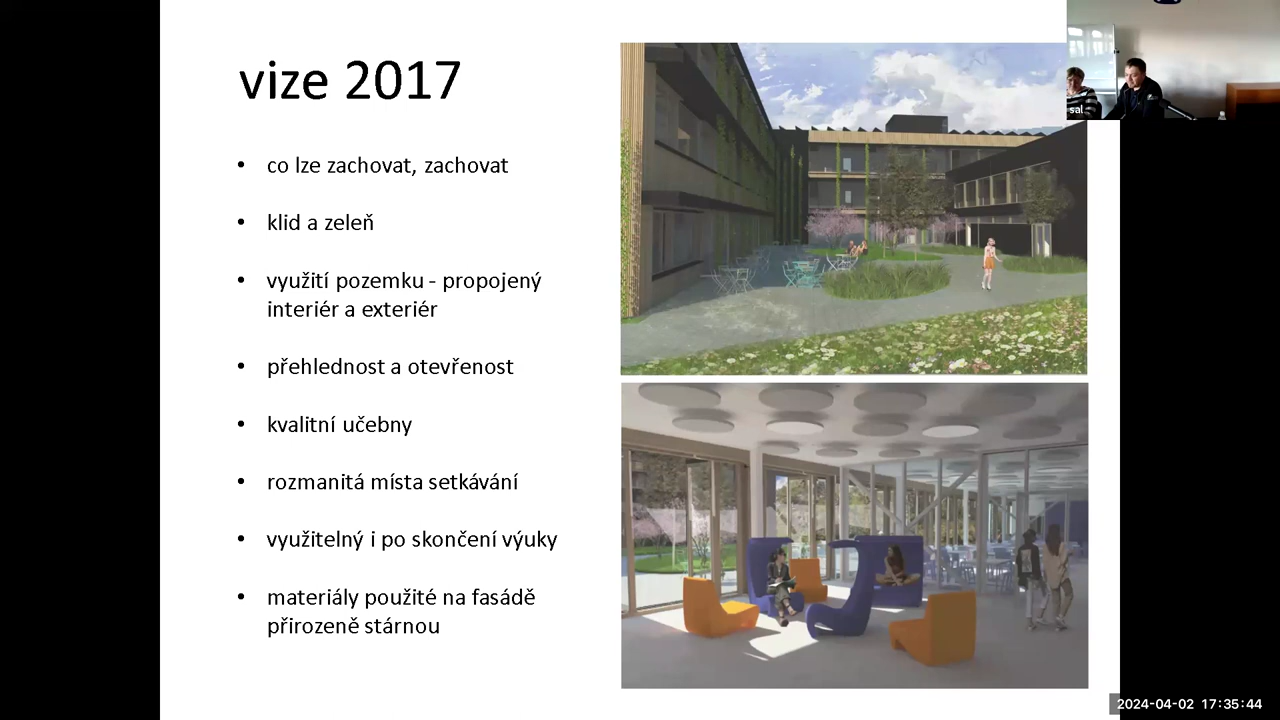 vize 2017
• co lze zachovat, zachovat
• klid a zeleň
• využití pozemku - propojený
interiér a exteriér
• přehlednost a otevřenost
• kvalitní učebny
• rozmanitá místa setkávání
• využitelný i po skončení výuky
• materiály použité na fasádě
přirozeně stárnou
sal
2024-04-02 17:35:44